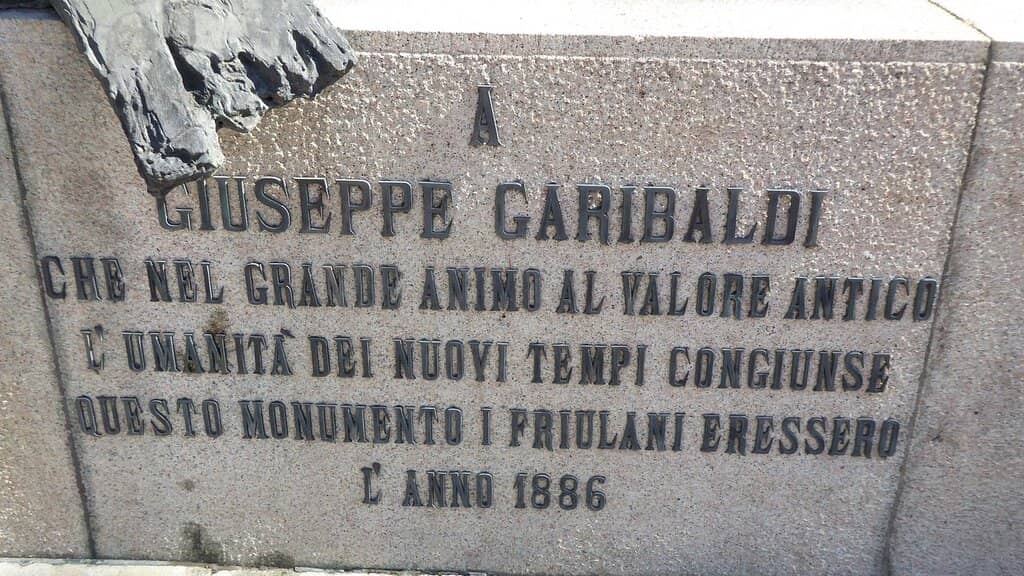 A
GIUSEPPE GARIBALDI
CHE NEL GRANDE ANIMO AL VALORE ANTICO
L' UMANITÀ DEI NUOVI TEMPI CONGIUNSE
QUESTO MONUMENTO I FRIULANI ERESSERO
L' ANNO 1886